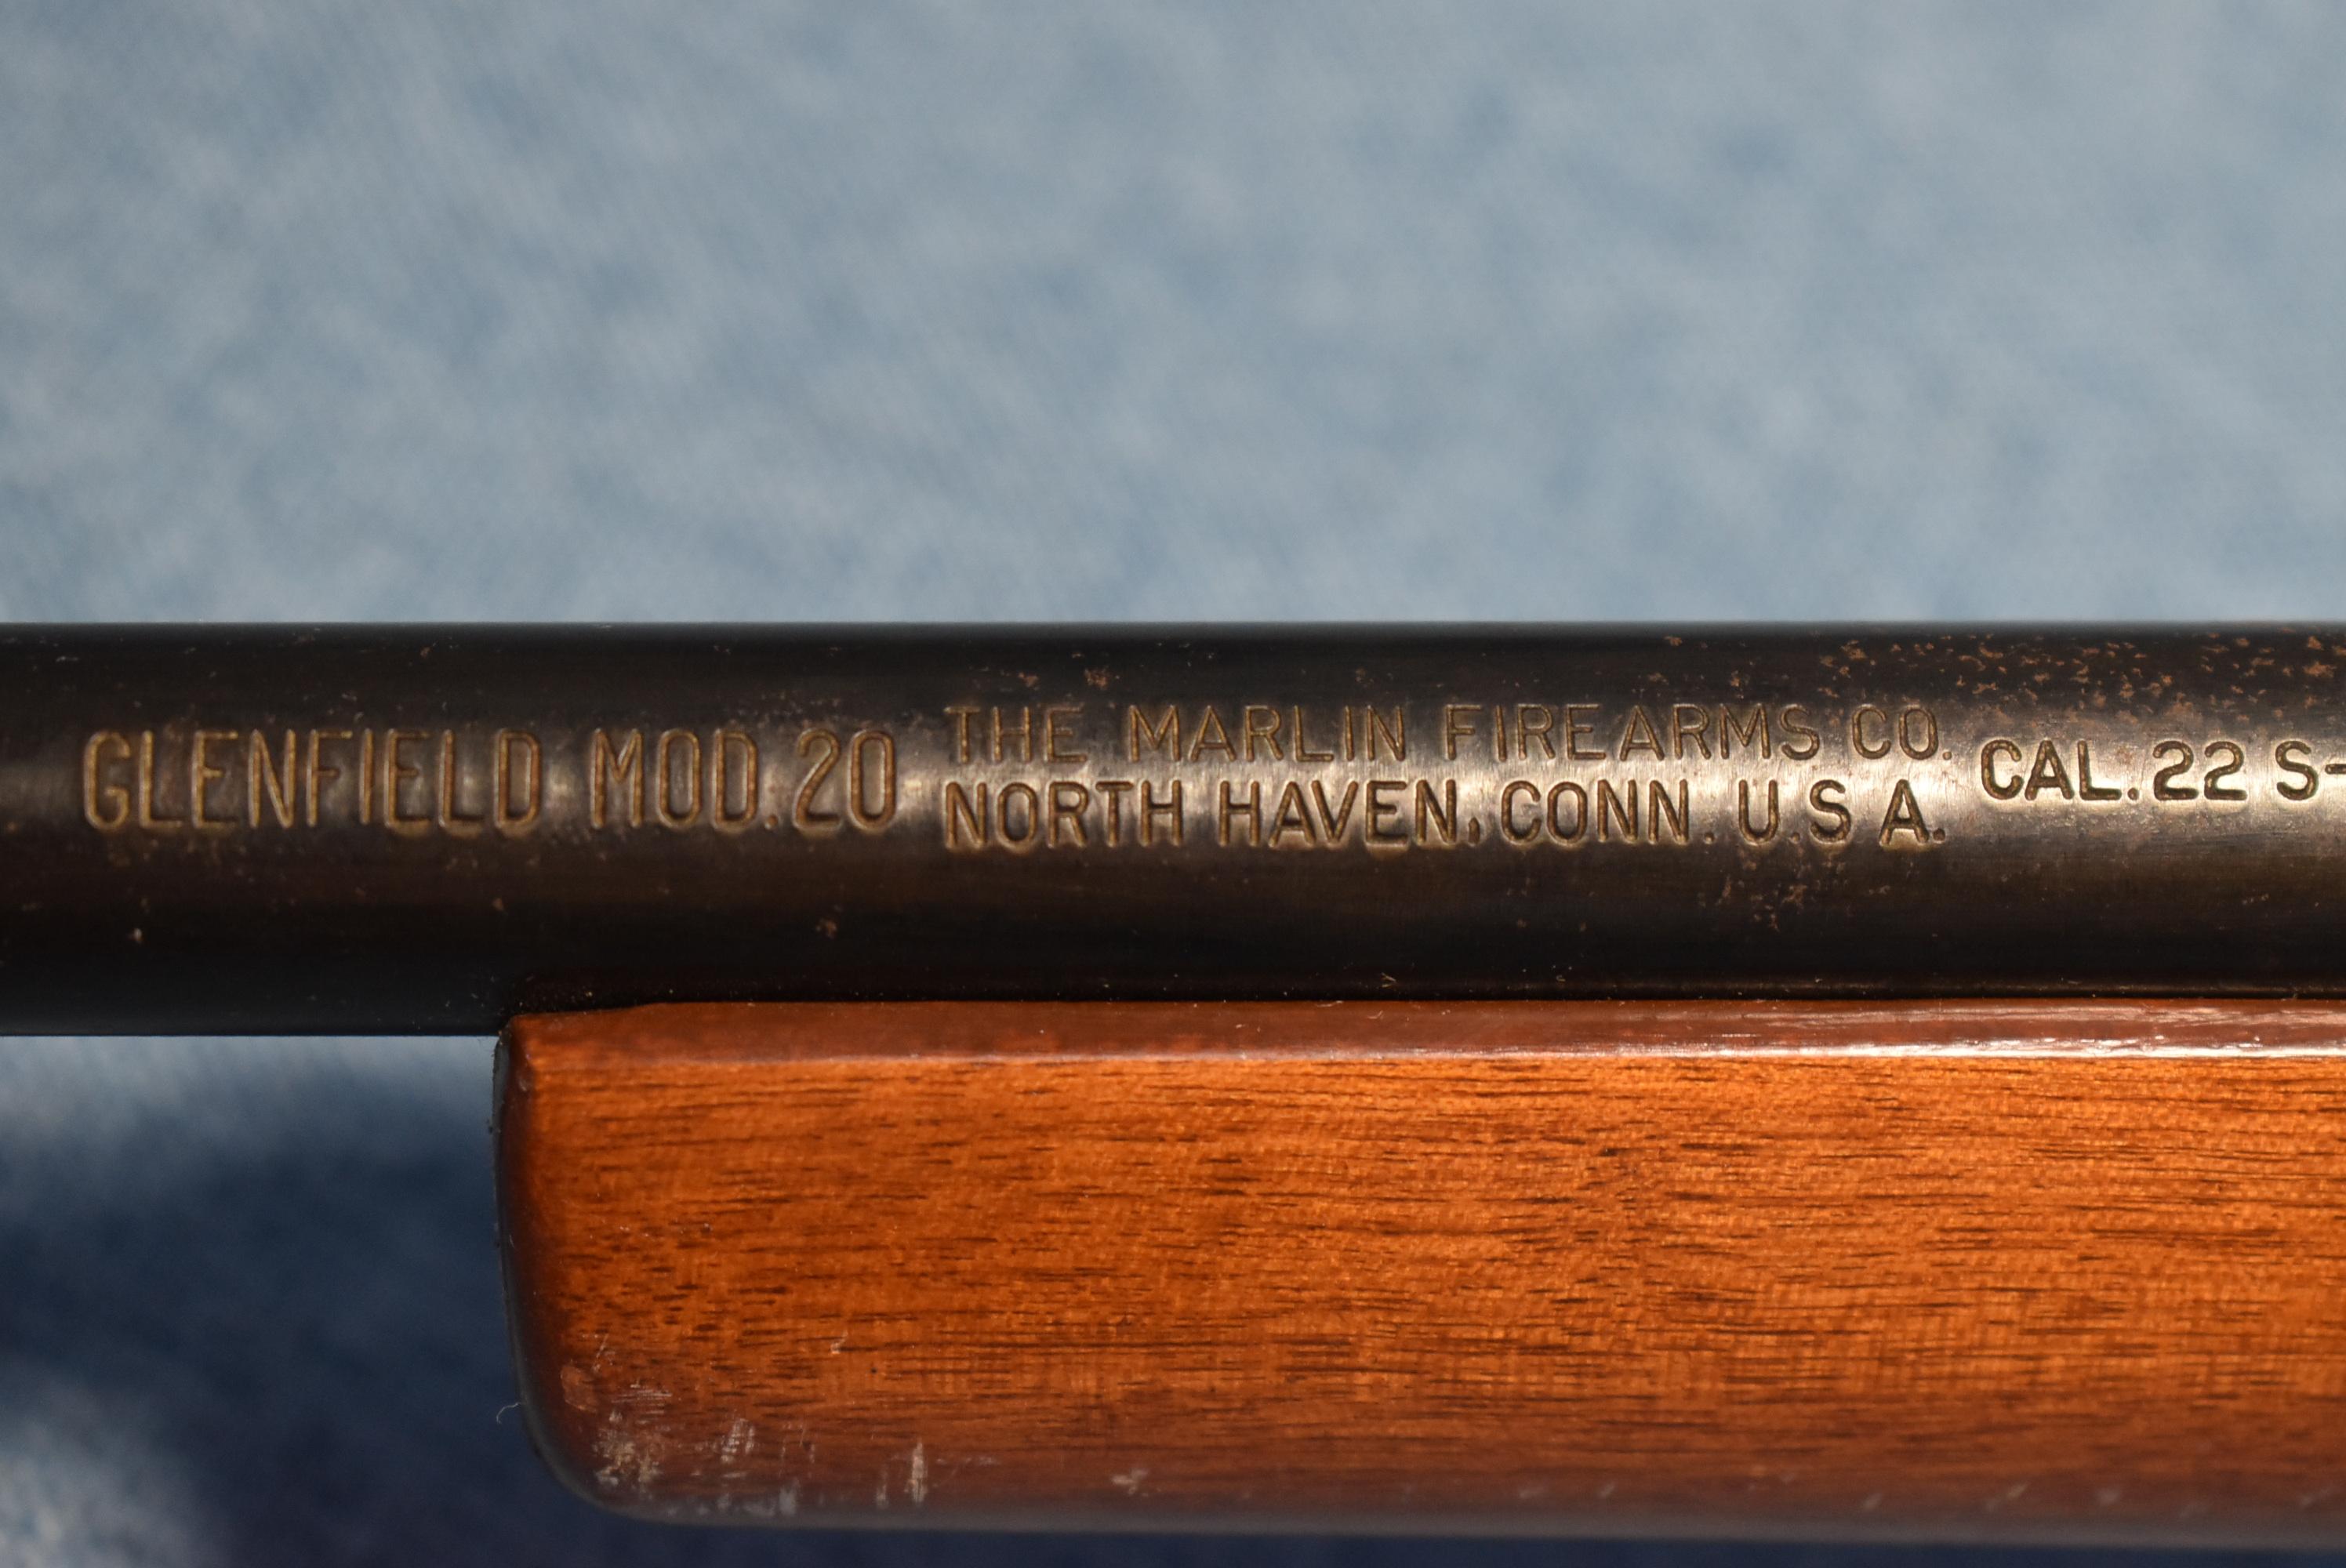 GLENFIELD MOD.20
THE MARLIN FIREARMS CO.
NORTH HAVEN, CONN. U.S A.
CAL.22 S-